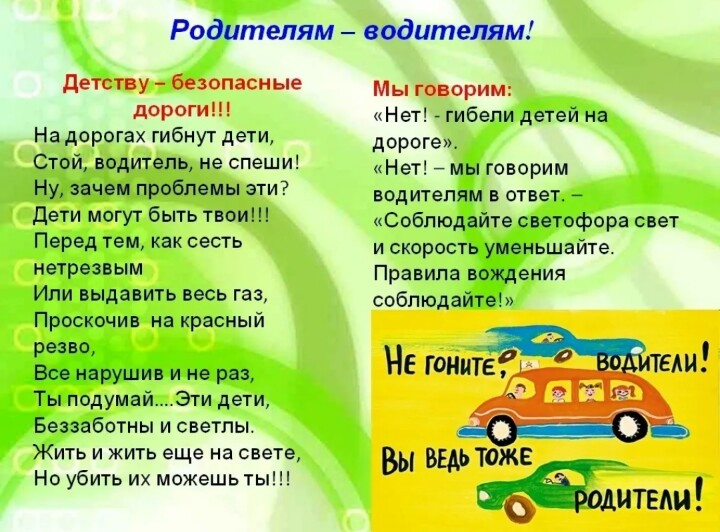 Родителям – водителям!
Детству – безопасные
дороги!!!
На дорогах гибнут дети,
Стой, водитель, не спеши!
Ну, зачем проблемы эти?
Дети могут быть твои!!!
Перед тем, как сесть
нетрезвым
Или выдавить весь газ,
Проскочив на красный
резво,
Все нарушив и не раз,
Ты подумай....Эти дети,
Беззаботны и светлы.
Жить и жить еще на свете,
Но убить их можешь ты!!!
Мы говорим:
«Нет! - гибели детей на
дороге».
«Нет! – мы говорим
водителям в ответ. –
«Соблюдайте светофора свет
и скорость уменьшайте.
Правила вождения
соблюдайте!»
Не гоните, водители!
Вы ведь тоже
родители!